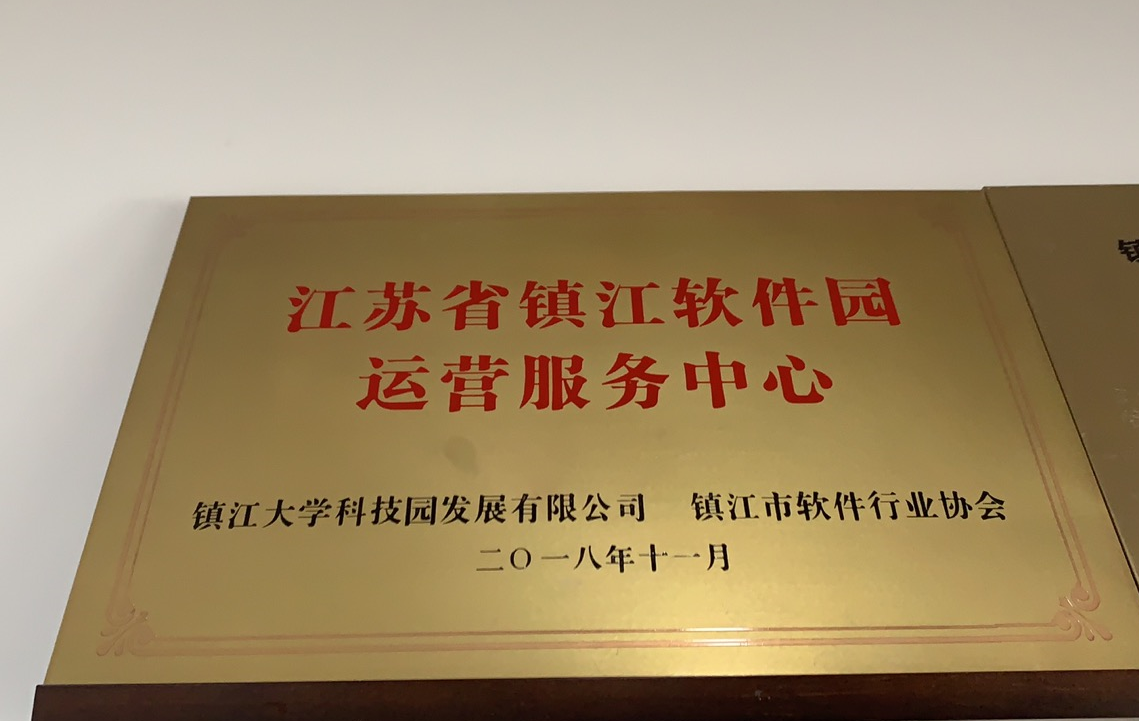 江苏省镇江软件园
运营服务中心
镇江大学科技园发展有限公司 镇江市软件行业协会
二〇一八年十一月